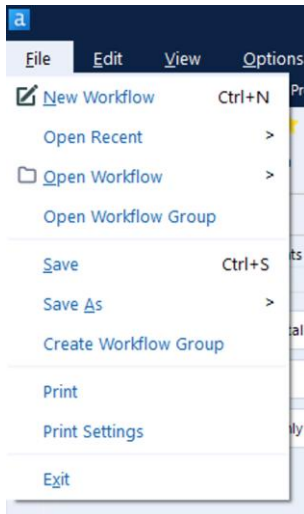 a
File Edit View Options
New Workflow Ctrl+N
Open Recent >
Open Workflow >
Open Workflow Group
Save Ctrl+S
Save As >
Create Workflow Group
Print
Print Settings
Exit